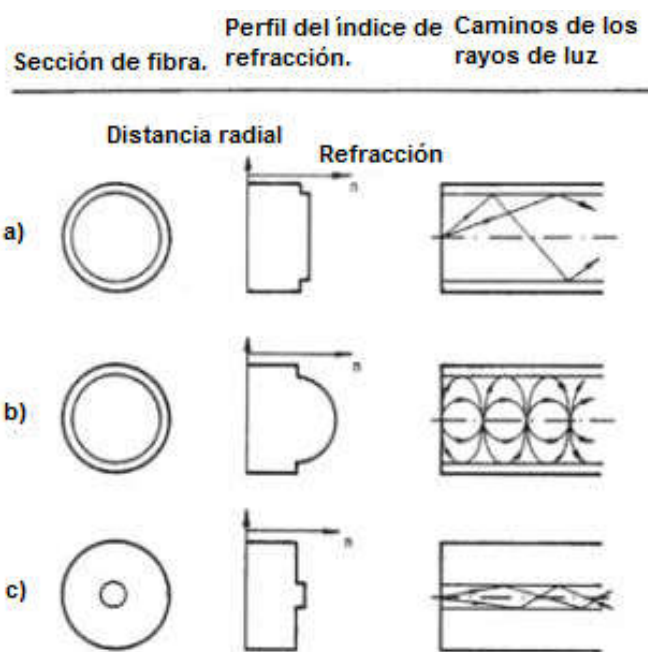 Sección de fibra.
Perfil del índice de
refracción.
Caminos de los
rayos de luz
Distancia radial
Refracción
a)
n
b)
n
c)
n